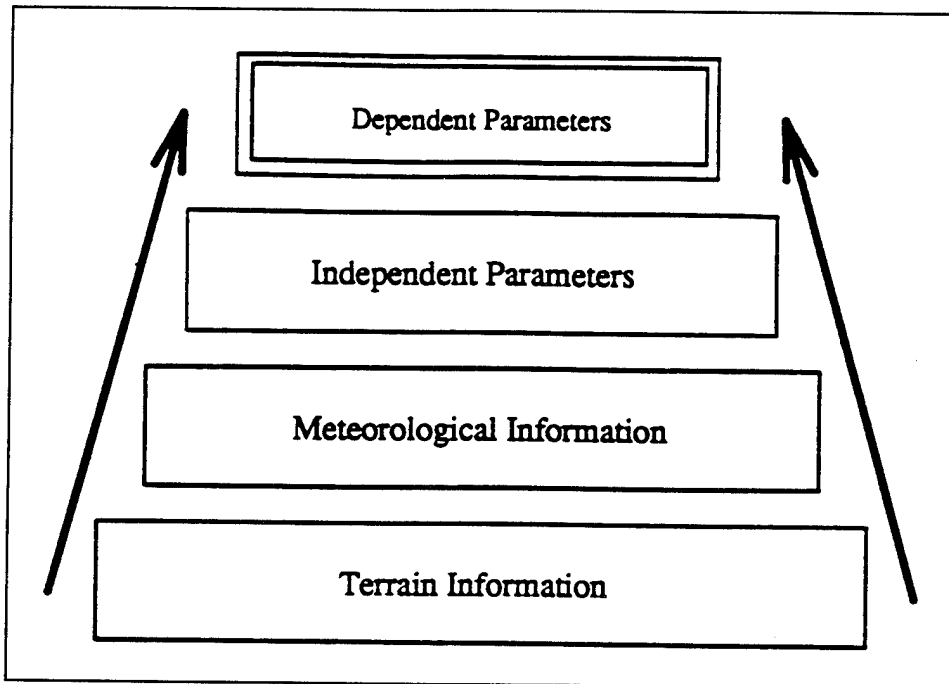 Dependent Parameters
Independent Parameters
Meteorological Information
Terrain Information